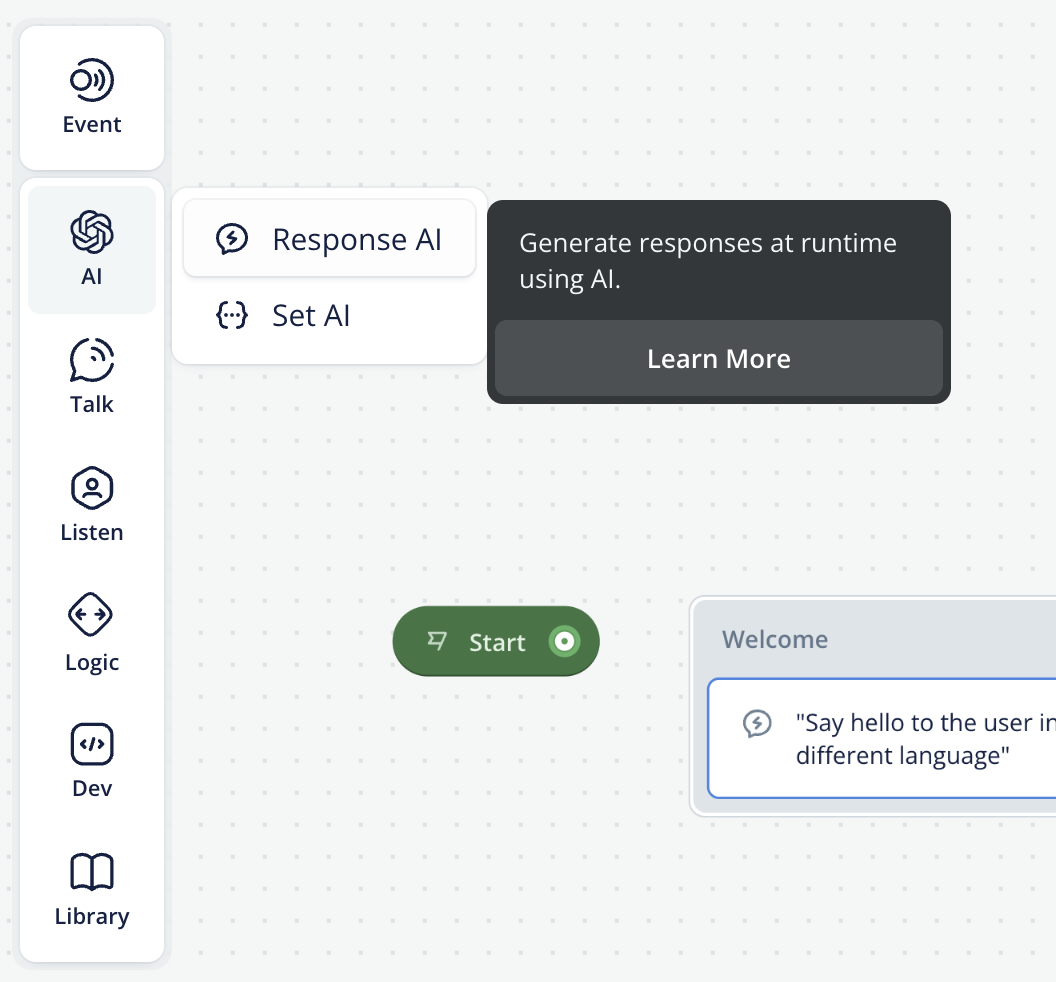 Event
AI
Response AI
Set AI
Generate responses at runtime
using AI.
Learn More
Talk
Listen
Logic
Dev
Library
Start
Welcome
"Say hello to the user in
different language"